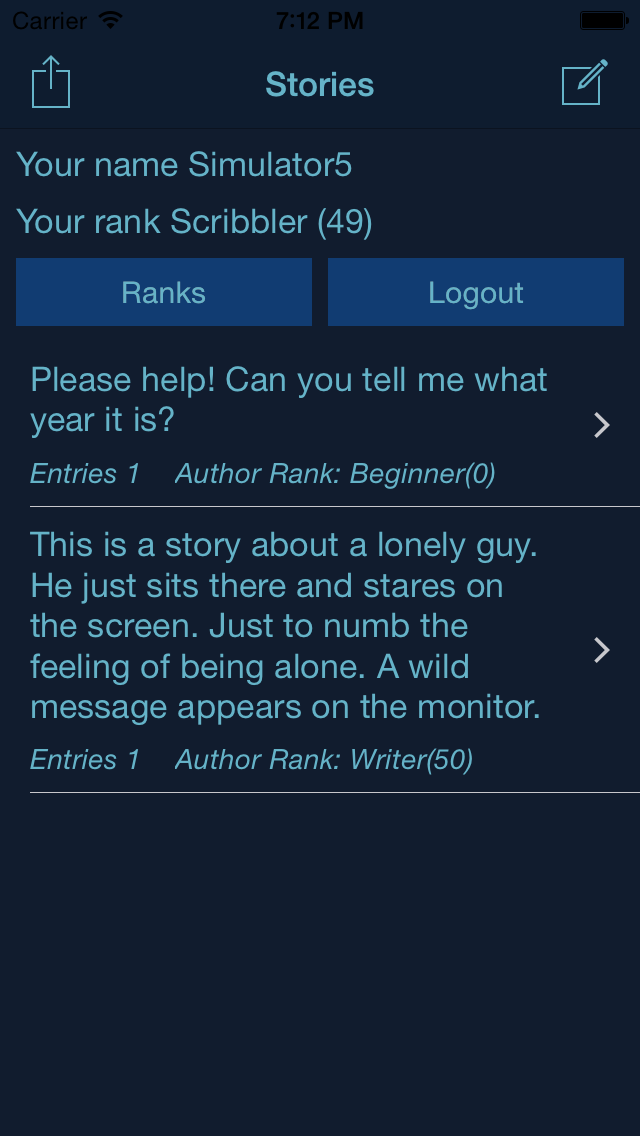 Carrier 7:12 PM
Stories
Your name Simulator5
Your rank Scribbler (49)
Ranks Logout
Please help! Can you tell me what
year it is?
Entries 1 Author Rank: Beginner(0)
This is a story about a lonely guy.
He just sits there and stares on
the screen. Just to numb the
feeling of being alone. A wild
message appears on the monitor.
Entries 1 Author Rank: Writer(50)